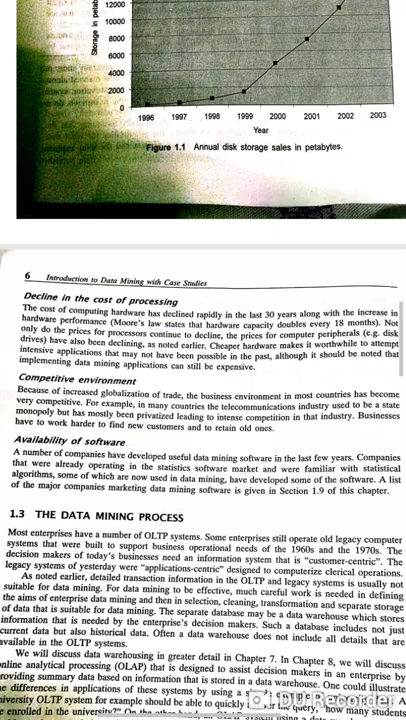 12000
10000
8000
6000
4000
2000
0
Storage in petab
1996 1997 1998 1999 2000 2001 2002 2003
Year
Figure 1.1 Annual disk storage sales in petabytes.
6 Introduction to Data Mining with Case Studies
Decline in the cost of processing
The cost of computing hardware has declined rapidly in the last 30 years along with the increase in
hardware performance (Moore's law states that hardware capacity doubles every 18 months). Not
only do the prices for processors continue to decline, the prices for computer peripherals (e.g. disk
drives) have also been declining, as noted earlier. Cheaper hardware makes it worthwhile to attempt
intensive applications that may not have been possible in the past, although it should be noted that
implementing data mining applications can still be expensive.
Competitive environment
Because of increased globalization of trade, the business environment in most countries has become
very competitive. For example, in many countries the telecommunications industry used to be a state
monopoly but has mostly been privatized leading to intense competition in that industry. Businesses
have to work harder to find new customers and to retain old ones.
Availability of software
A number of companies have developed useful data mining software in the last few years. Companies
that were already operating in the statistics software market and were familiar with statistical
algorithms, some of which are now used in data mining, have developed some of the software. A list
of the major companies marketing data mining software is given in Section 1.9 of this chapter.
1.3 THE DATA MINING PROCESS
Most enterprises have a number of OLTP systems. Some enterprises still operate old legacy computer
systems that were built to support business operational needs of the 1960s and the 1970s. The
decision makers of today's businesses need an information system that is "customer-centric". The
legacy systems of yesterday were "applications-centric" designed to computerize clerical operations.
As noted earlier, detailed transaction information in the OLTP and legacy systems is usually not
suitable for data mining. For data mining to be effective, much careful work is needed in defining
the aims of enterprise data mining and then in selection, cleaning, transformation and separate storage
of data that is suitable for data mining. The separate database may be a data warehouse which stores
information that is needed by the enterprise's decision makers. Such a database includes not just
current data but also historical data. Often a data warehouse does not include all details that are
available in the OLTP systems.
We will discuss data warehousing in greater detail in Chapter 7. In Chapter 8, we will discuss
online analytical processing (OLAP) that is designed to assist decision makers in an enterprise by
providing summary data based on information that is stored in a data warehouse. One could illustrate
the differences in applications of these systems by using a
university OLTP system for example should be able to quickly the query, "how many students
are enrolled in the university?" On the other
DU Recorder